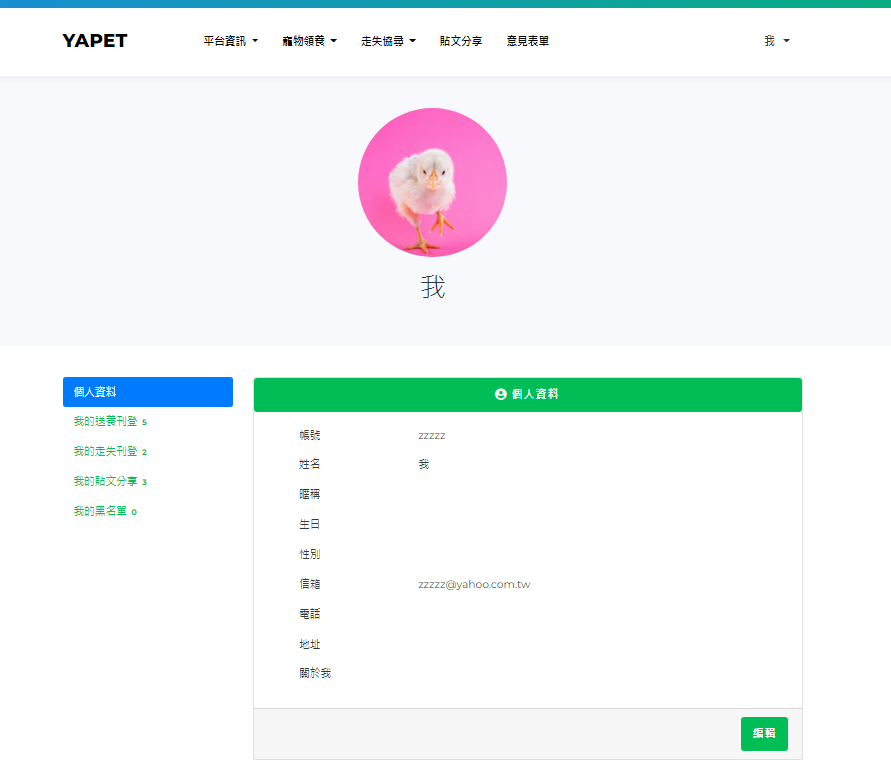 YAPET 平台資訊 寵物領養 走失協尋 貼文分享 意見表單 我
我
個人資料
我的送養刊登 5
我的走失刊登 2
我的貼文分享 3
我的黑名單 0
個人資料
帳號 zzzzz
姓名 我
暱稱
生日
性別
信箱 zzzzz@yahoo.com.tw
電話
地址
關於我
編輯